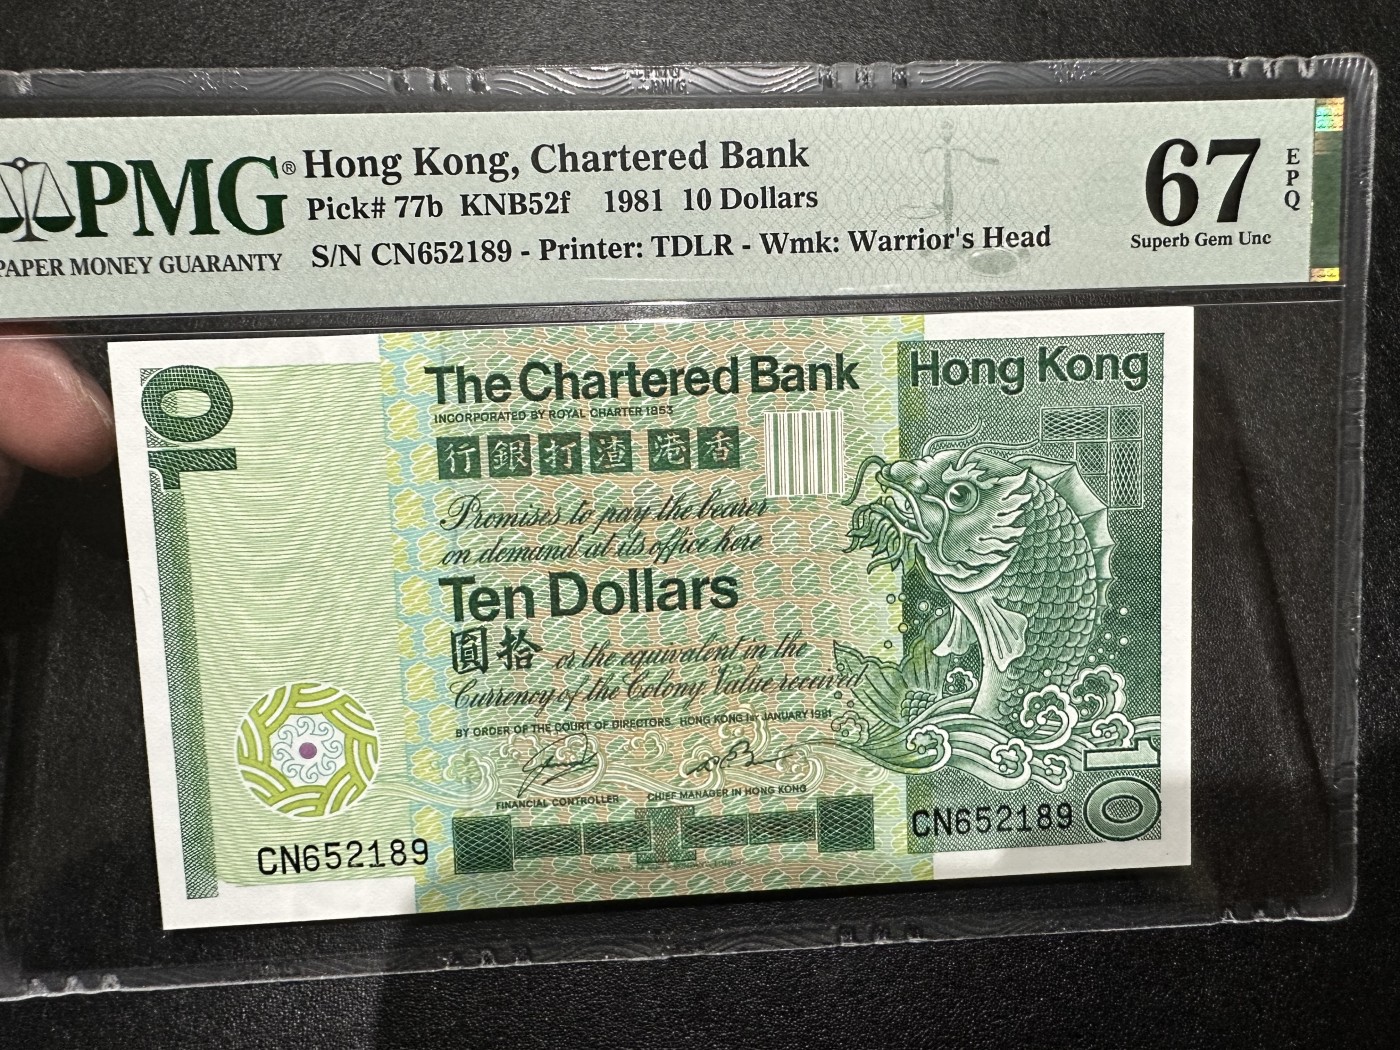 PMG®
PAPER MONEY GUARANTY
Hong Kong, Chartered Bank
Pick# 77b KNB52f 1981 10 Dollars
S/N CN652189 - Printer: TDLR - Wmk: Warrior's Head
67
EPQ
Superb Gem Unc
10
The Chartered Bank
Hong Kong
INCORPORATED BY ROYAL CHARTER 1853
行銀打渣 港香
Promises to pay the bearer
on demand at its office here
Ten Dollars
圓拾 or the equivalent in the
Currency of the Colony Value received
BY ORDER OF THE COURT OF DIRECTORS, HONG KONG 1ST JANUARY 1981
FINANCIAL CONTROLLER CHIEF MANAGER IN HONG KONG
CN652189
CN652189
10